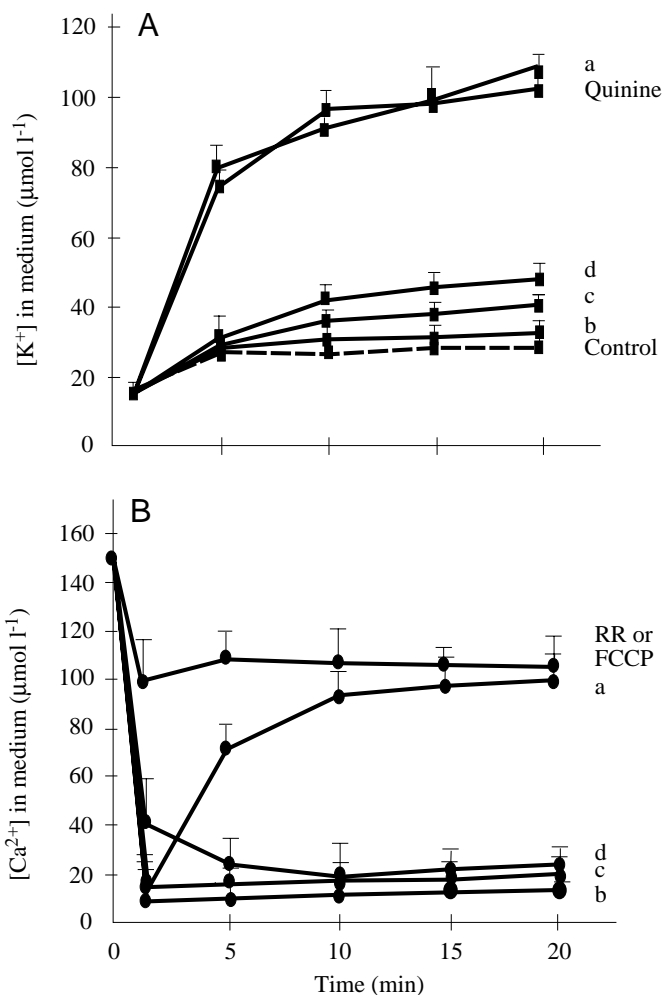 A
[K+] in medium (μmol l-1)
120
100
80
60
40
20
0
a
Quinine
d
c
b
Control
B
[Ca2+] in medium (μmol l-1)
160
140
120
100
80
60
40
20
0
RR or
FCCP
a
d
c
b
0 5 10 15 20
Time (min)